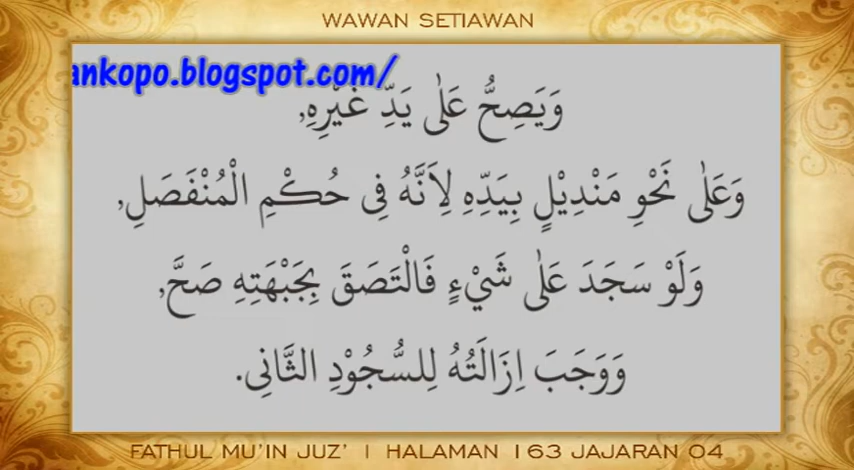 WAWAN SETIAWAN
ankopo.blogspot.com/
وَيَصِحُّ عَلٰى يَدِّ غَيْرِهِ,
وَعَلٰى نَحْوِ مَنْدِيْلٍ بِيَدِّهِ لِاَنَّهُ فِى حُكْمِ الْمُنْفَصَلِ,
وَلَوْ سَجَدَ عَلٰى شَيْءٍ فَالْتَصَقَ بِجَبْهَتِهِ صَحَّ,
وَوَجَبَ اِزَالَتُهُ لِلسُّجُوْدِ الثَّانِى.
FATHUL MU'IN JUZ' 1 HALAMAN 163 JAJARAN 04